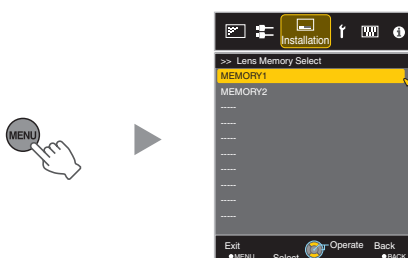 MENU
Installation
>> Lens Memory Select
MEMORY1
MEMORY2
-----
-----
-----
-----
-----
-----
-----
-----
Exit
MENU
Select
Operate
Back
BACK